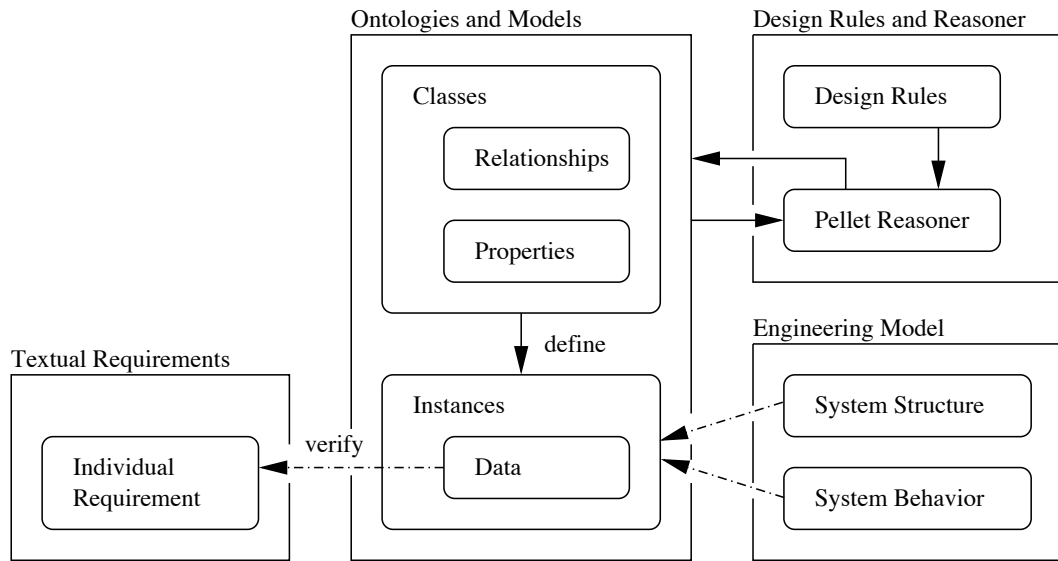 Ontologies and Models
Design Rules and Reasoner
Classes
Relationships
Properties
Design Rules
Pellet Reasoner
define
Engineering Model
Textual Requirements
Instances
Data
System Structure
System Behavior
verify
Individual
Requirement